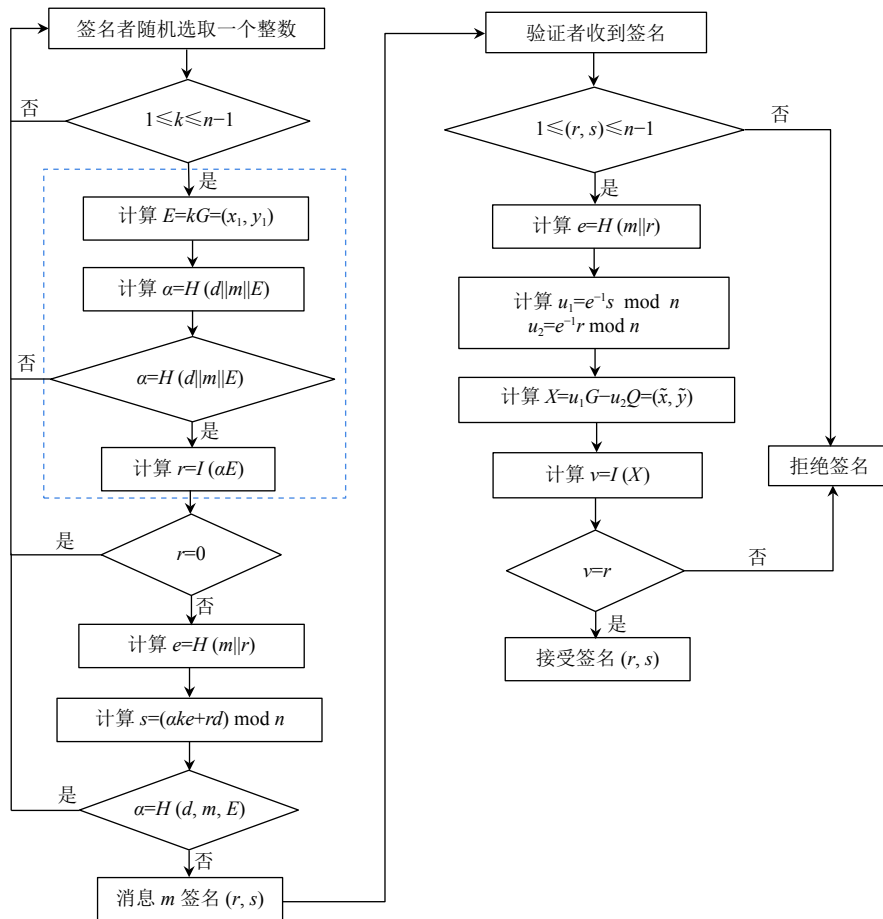 签名者随机选取一个整数
否
1≤k≤n−1
是
计算 E=kG=(x₁, y₁)
计算 α=H (d||m||E)
否
α=H (d||m||E)
是
计算 r=I (αE)
是
r=0
否
计算 e=H (m||r)
计算 s=(αke+rd) mod n
是
α=H (d, m, E)
否
消息 m 签名 (r, s)
验证者收到签名
否
1≤(r, s)≤n−1
是
计算 e=H (m||r)
计算 u₁=e⁻¹s mod n
u₂=e⁻¹r mod n
计算 X=u₁G−u₂Q=(x̃, ỹ)
拒绝签名
计算 v=I (X)
否
v=r
是
接受签名 (r, s)